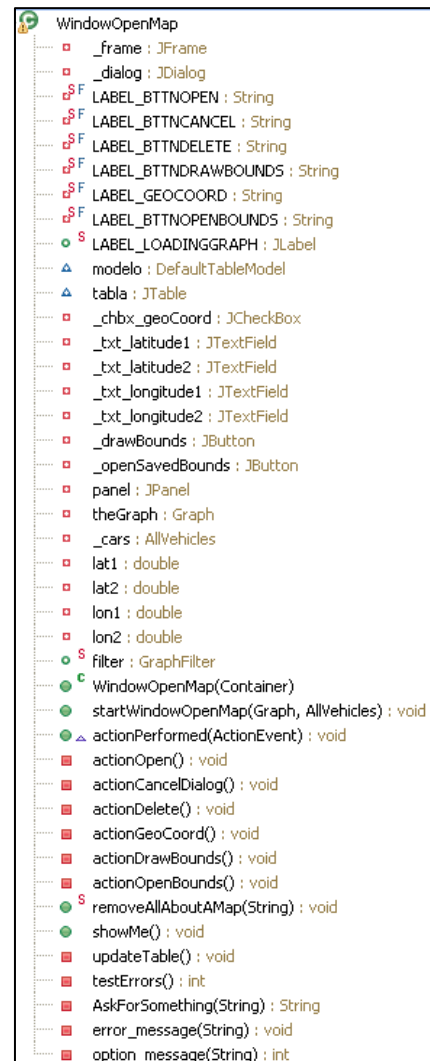 WindowOpenMap
_frame : JFrame
_dialog : JDialog
S F LABEL_BTTNOPEN : String
S F LABEL_BTTNCANCEL : String
S F LABEL_BTTNDELETE : String
S F LABEL_BTTNDRAWBOUNDS : String
S F LABEL_GEOCOORD : String
S F LABEL_BTTNOPENBOUNDS : String
S LABEL_LOADINGGRAPH : JLabel
modelo : DefaultTableModel
tabla : JTable
_chbx_geoCoord : JCheckBox
_txt_latitude1 : JTextField
_txt_latitude2 : JTextField
_txt_longitude1 : JTextField
_txt_longitude2 : JTextField
_drawBounds : JButton
_openSavedBounds : JButton
panel : JPanel
theGraph : Graph
_cars : AllVehicles
lat1 : double
lat2 : double
lon1 : double
lon2 : double
S filter : GraphFilter
C WindowOpenMap(Container)
startWindowOpenMap(Graph, AllVehicles) : void
actionPerformed(ActionEvent) : void
actionOpen() : void
actionCancelDialog() : void
actionDelete() : void
actionGeoCoord() : void
actionDrawBounds() : void
actionOpenBounds() : void
S removeAllAboutAMap(String) : void
showMe() : void
updateTable() : void
testErrors() : int
AskForSomething(String) : String
error_message(String) : void
option_message(String) : int